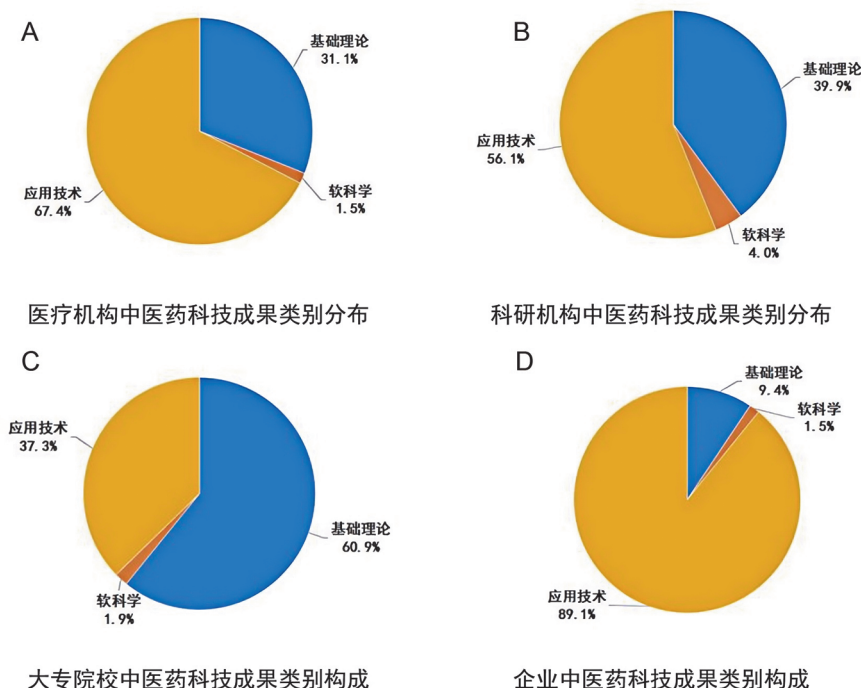 A
基础理论
31.1%
应用技术
67.4%
软科学
1.5%
医疗机构中医药科技成果类别分布
B
基础理论
39.9%
应用技术
56.1%
软科学
4.0%
科研机构中医药科技成果类别分布
C
应用技术
37.3%
基础理论
60.9%
软科学
1.9%
大专院校中医药科技成果类别构成
D
基础理论
9.4%
软科学
1.5%
应用技术
89.1%
企业中医药科技成果类别构成